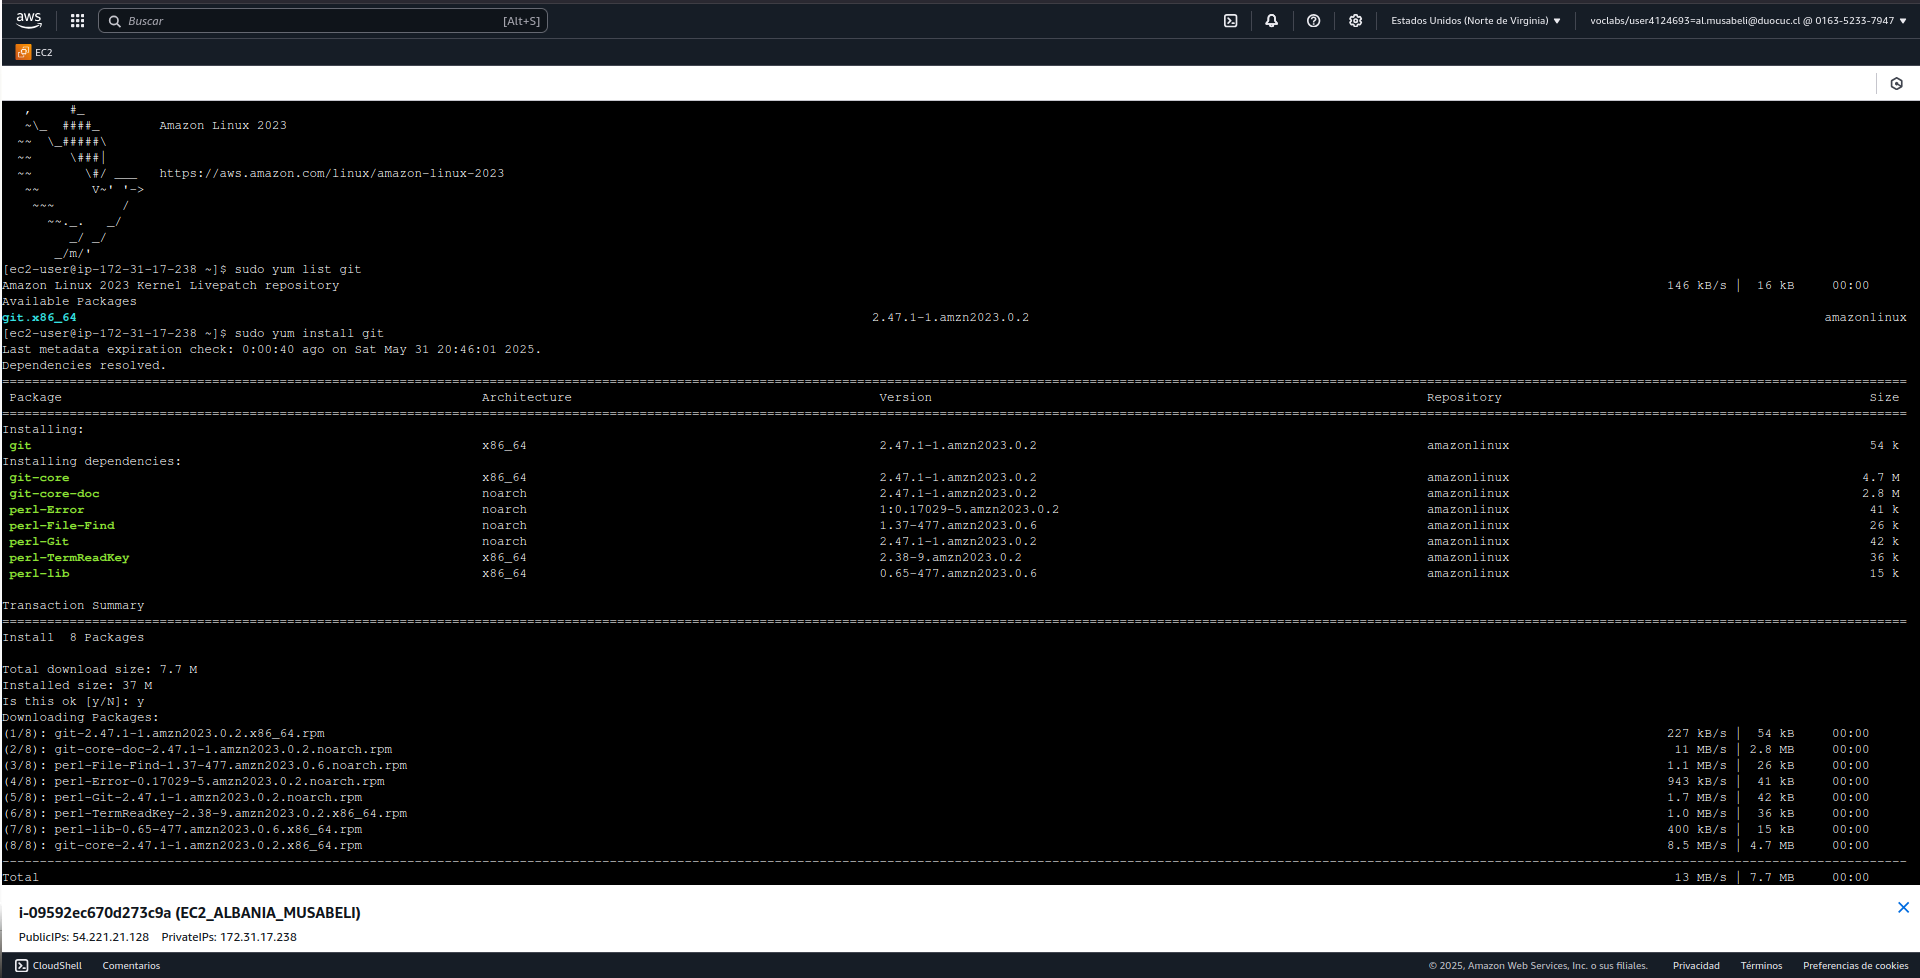 aws
Buscar [Alt+S] Estados Unidos (Norte de Virginia) ▼ voclabs/user4124693=al.musabeli@duocuc.cl @ 0163-5233-7947 ▼
EC2
   ,     #_
   ~\_  ####_        Amazon Linux 2023
  ~~  \_#####\
  ~~     \###|
  ~~       \#/ ___   https://aws.amazon.com/linux/amazon-linux-2023
   ~~       V~' '->
    ~~~         /
      ~~._.   _/
         _/ _/
       _/m/'
[ec2-user@ip-172-31-17-238 ~]$ sudo yum list git
Amazon Linux 2023 Kernel Livepatch repository 146 kB/s | 16 kB 00:00
Available Packages
git.x86_64 2.47.1-1.amzn2023.0.2 amazonlinux
[ec2-user@ip-172-31-17-238 ~]$ sudo yum install git
Last metadata expiration check: 0:00:40 ago on Sat May 31 20:46:01 2025.
Dependencies resolved.
Package Architecture Version Repository Size
Installing:
git x86_64 2.47.1-1.amzn2023.0.2 amazonlinux 54 k
Installing dependencies:
git-core x86_64 2.47.1-1.amzn2023.0.2 amazonlinux 4.7 M
git-core-doc noarch 2.47.1-1.amzn2023.0.2 amazonlinux 2.8 M
perl-Error noarch 1:0.17029-5.amzn2023.0.2 amazonlinux 41 k
perl-File-Find noarch 1.37-477.amzn2023.0.6 amazonlinux 26 k
perl-Git noarch 2.47.1-1.amzn2023.0.2 amazonlinux 42 k
perl-TermReadKey x86_64 2.38-9.amzn2023.0.2 amazonlinux 36 k
perl-lib x86_64 0.65-477.amzn2023.0.6 amazonlinux 15 k
Transaction Summary
Install 8 Packages
Total download size: 7.7 M
Installed size: 37 M
Is this ok [y/N]: y
Downloading Packages:
(1/8): git-2.47.1-1.amzn2023.0.2.x86_64.rpm 227 kB/s | 54 kB 00:00
(2/8): git-core-doc-2.47.1-1.amzn2023.0.2.noarch.rpm 11 MB/s | 2.8 MB 00:00
(3/8): perl-File-Find-1.37-477.amzn2023.0.6.noarch.rpm 1.1 MB/s | 26 kB 00:00
(4/8): perl-Error-0.17029-5.amzn2023.0.2.noarch.rpm 943 kB/s | 41 kB 00:00
(5/8): perl-Git-2.47.1-1.amzn2023.0.2.noarch.rpm 1.7 MB/s | 42 kB 00:00
(6/8): perl-TermReadKey-2.38-9.amzn2023.0.2.x86_64.rpm 1.0 MB/s | 36 kB 00:00
(7/8): perl-lib-0.65-477.amzn2023.0.6.x86_64.rpm 400 kB/s | 15 kB 00:00
(8/8): git-core-2.47.1-1.amzn2023.0.2.x86_64.rpm 8.5 MB/s | 4.7 MB 00:00
Total 13 MB/s | 7.7 MB 00:00
i-09592ec670d273c9a (EC2_ALBANIA_MUSABELI)
PublicIPs: 54.221.21.128 PrivateIPs: 172.31.17.238
CloudShell Comentarios © 2025, Amazon Web Services, Inc. o sus filiales. Privacidad Términos Preferencias de cookies